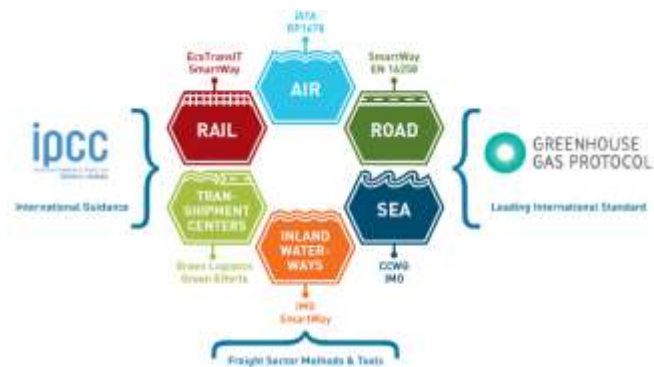 IATA
RP1678
EcoTransIT
SmartWay
SmartWay
EN 16258
AIR
RAIL
ROAD
ipcc
GREENHOUSE
GAS PROTOCOL
International Guidance
Leading International Standard
TRAN-
SHIPMENT
CENTERS
SEA
INLAND
WATER-
WAYS
Green Logistics
Green Efforts
CCWG
IMO
IMO
SmartWay
Freight Sector Methods & Tools